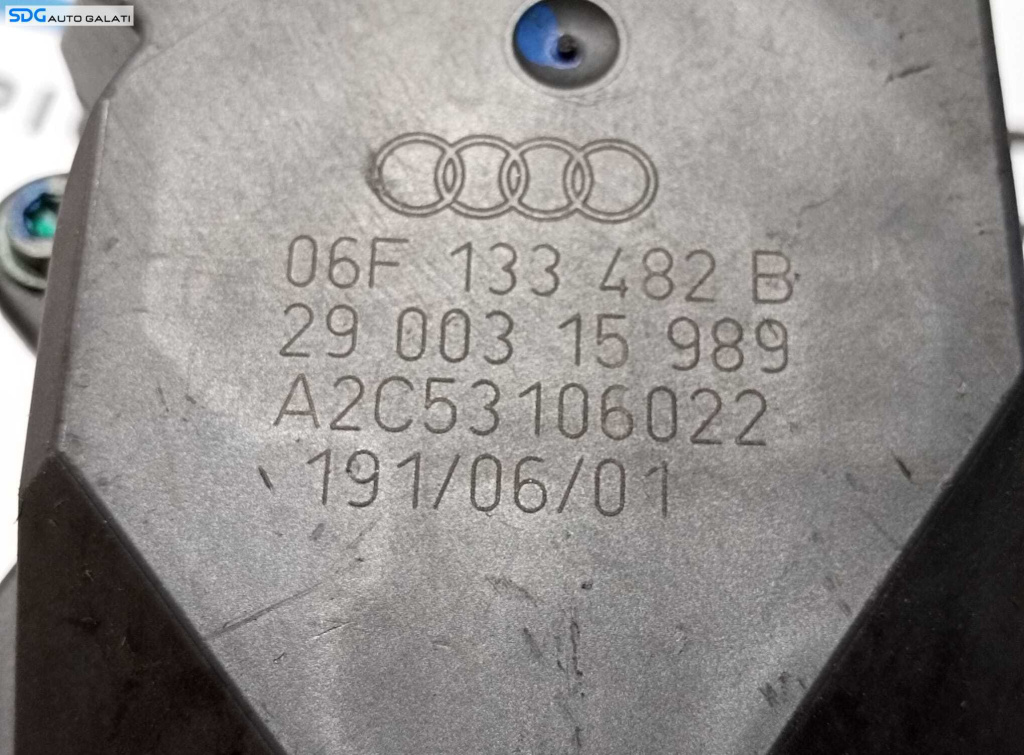 SDG AUTO GALATI
06F 133 482 B
29 003 15 989
A2C53106022
191/06/01